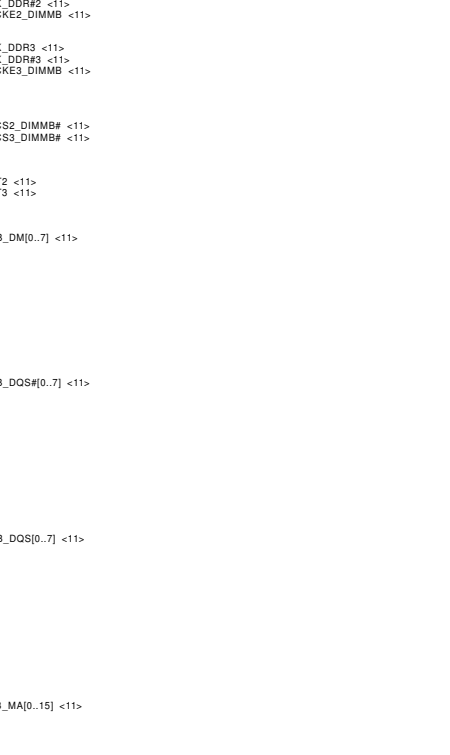 _DDR#2 <11>
CKE2_DIMMB <11>
_DDR3 <11>
_DDR#3 <11>
CKE3_DIMMB <11>
CS2_DIMMB# <11>
CS3_DIMMB# <11>
T2 <11>
T3 <11>
B_DM[0..7] <11>
B_DQS#[0..7] <11>
B_DQS[0..7] <11>
_MA[0..15] <11>